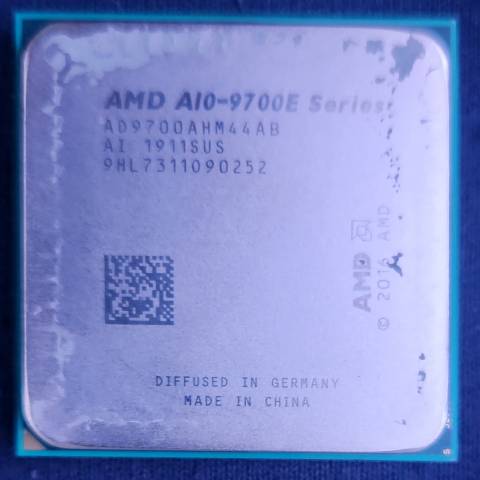 AMD A10-9700E Series
AD9700AHM44AB
AI 1911SUS
9HL7311090252
AMD
© 2016 AMD
DIFFUSED IN GERMANY
MADE IN CHINA